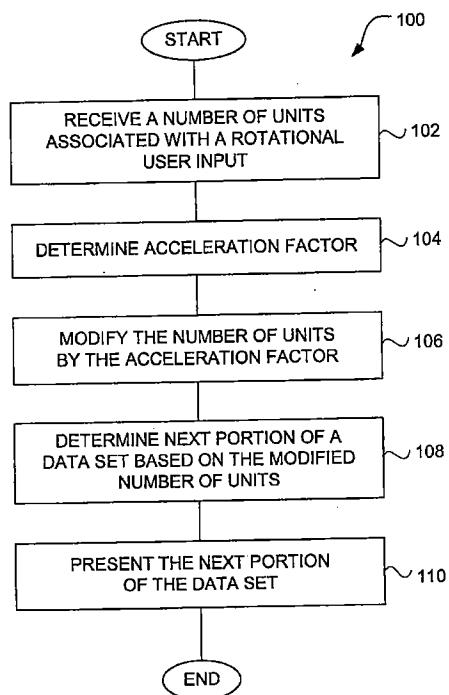 100
START
RECEIVE A NUMBER OF UNITS
ASSOCIATED WITH A ROTATIONAL
USER INPUT
102
DETERMINE ACCELERATION FACTOR
104
MODIFY THE NUMBER OF UNITS
BY THE ACCELERATION FACTOR
106
DETERMINE NEXT PORTION OF A
DATA SET BASED ON THE MODIFIED
NUMBER OF UNITS
108
PRESENT THE NEXT PORTION
OF THE DATA SET
110
END